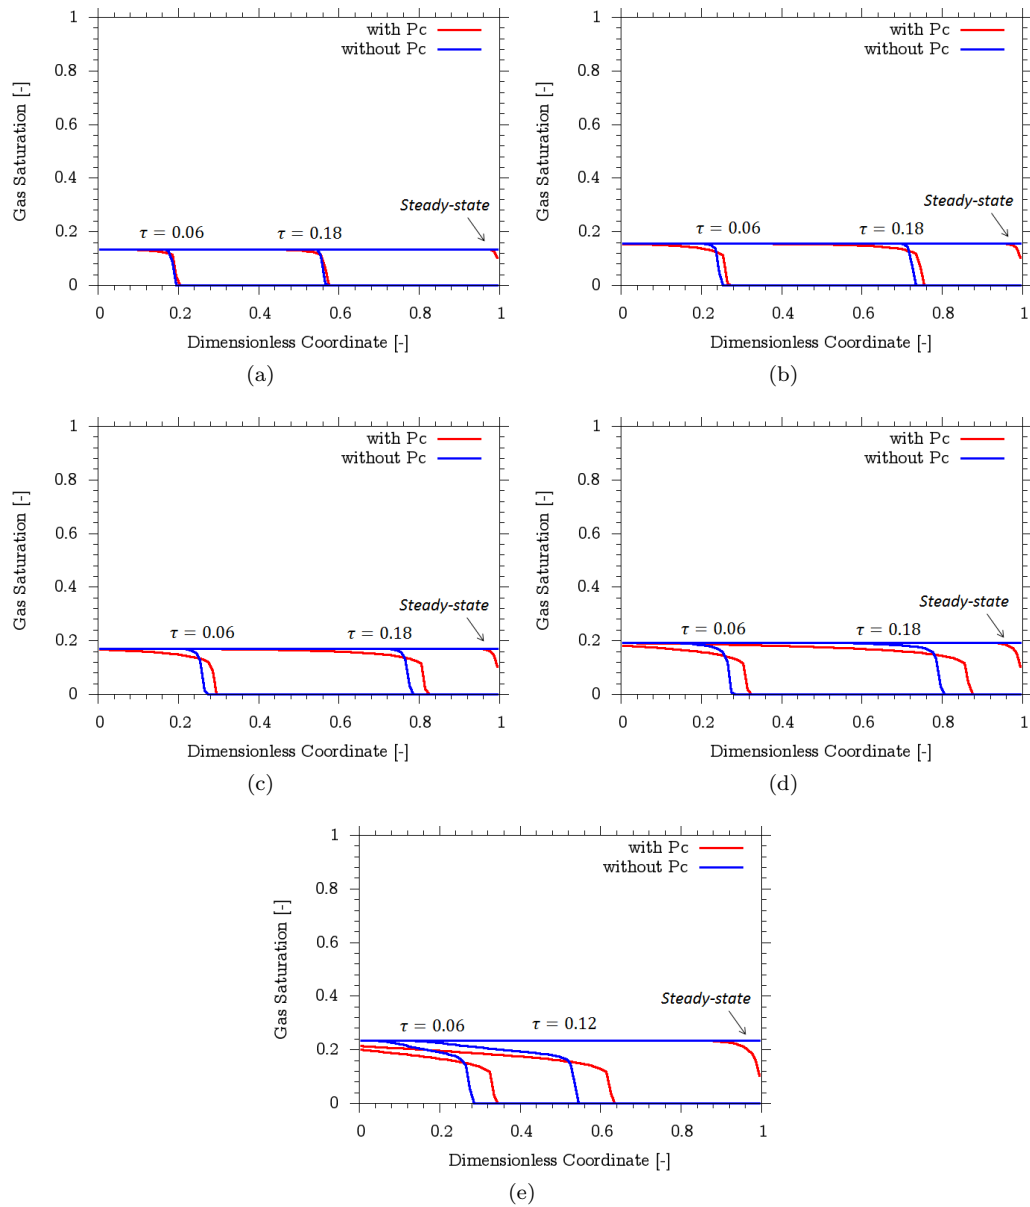 with Pc
without Pc
Gas Saturation [-]
1
0.8
0.6
0.4
0.2
0
Steady-state
τ = 0.06
τ = 0.18
0
0.2
0.4
0.6
0.8
1
Dimensionless Coordinate [-]
(a)
with Pc
without Pc
Gas Saturation [-]
1
0.8
0.6
0.4
0.2
0
Steady-state
τ = 0.06
τ = 0.18
0
0.2
0.4
0.6
0.8
1
Dimensionless Coordinate [-]
(b)
with Pc
without Pc
Gas Saturation [-]
1
0.8
0.6
0.4
0.2
0
Steady-state
τ = 0.06
τ = 0.18
0
0.2
0.4
0.6
0.8
1
Dimensionless Coordinate [-]
(c)
with Pc
without Pc
Gas Saturation [-]
1
0.8
0.6
0.4
0.2
0
Steady-state
τ = 0.06
τ = 0.18
0
0.2
0.4
0.6
0.8
1
Dimensionless Coordinate [-]
(d)
with Pc
without Pc
Gas Saturation [-]
1
0.8
0.6
0.4
0.2
0
Steady-state
τ = 0.06
τ = 0.12
0
0.2
0.4
0.6
0.8
1
Dimensionless Coordinate [-]
(e)